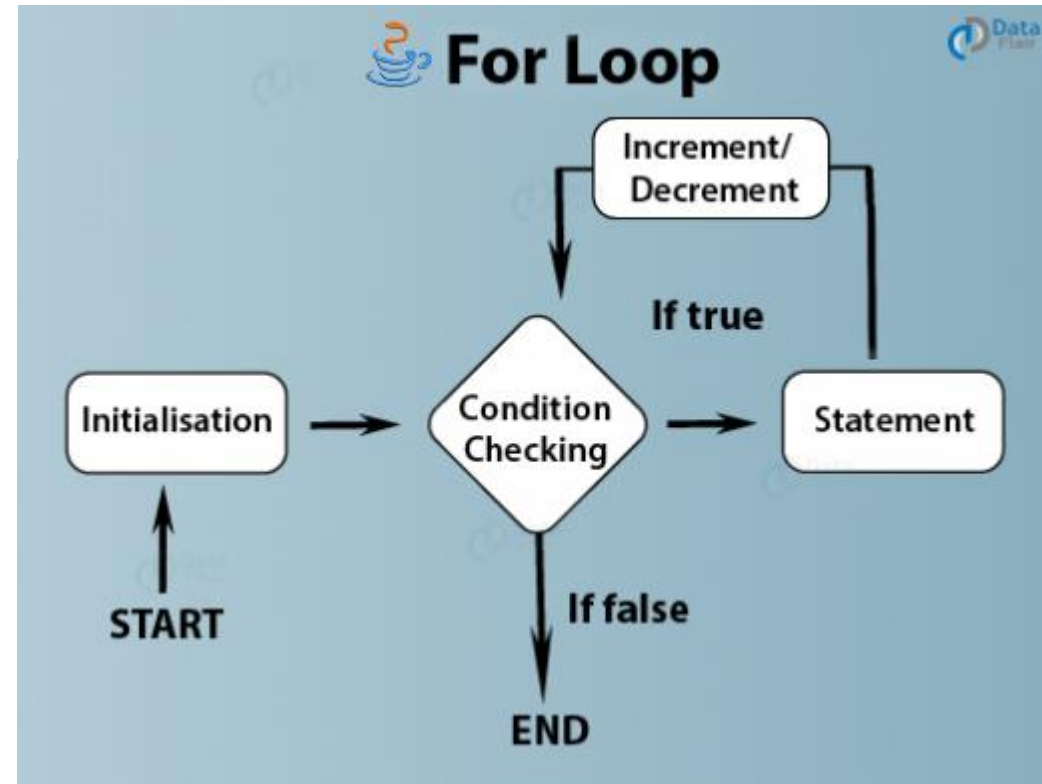 For Loop
Data
Flair
Increment/
Decrement
If true
Initialisation
Condition
Checking
Statement
START
If false
END